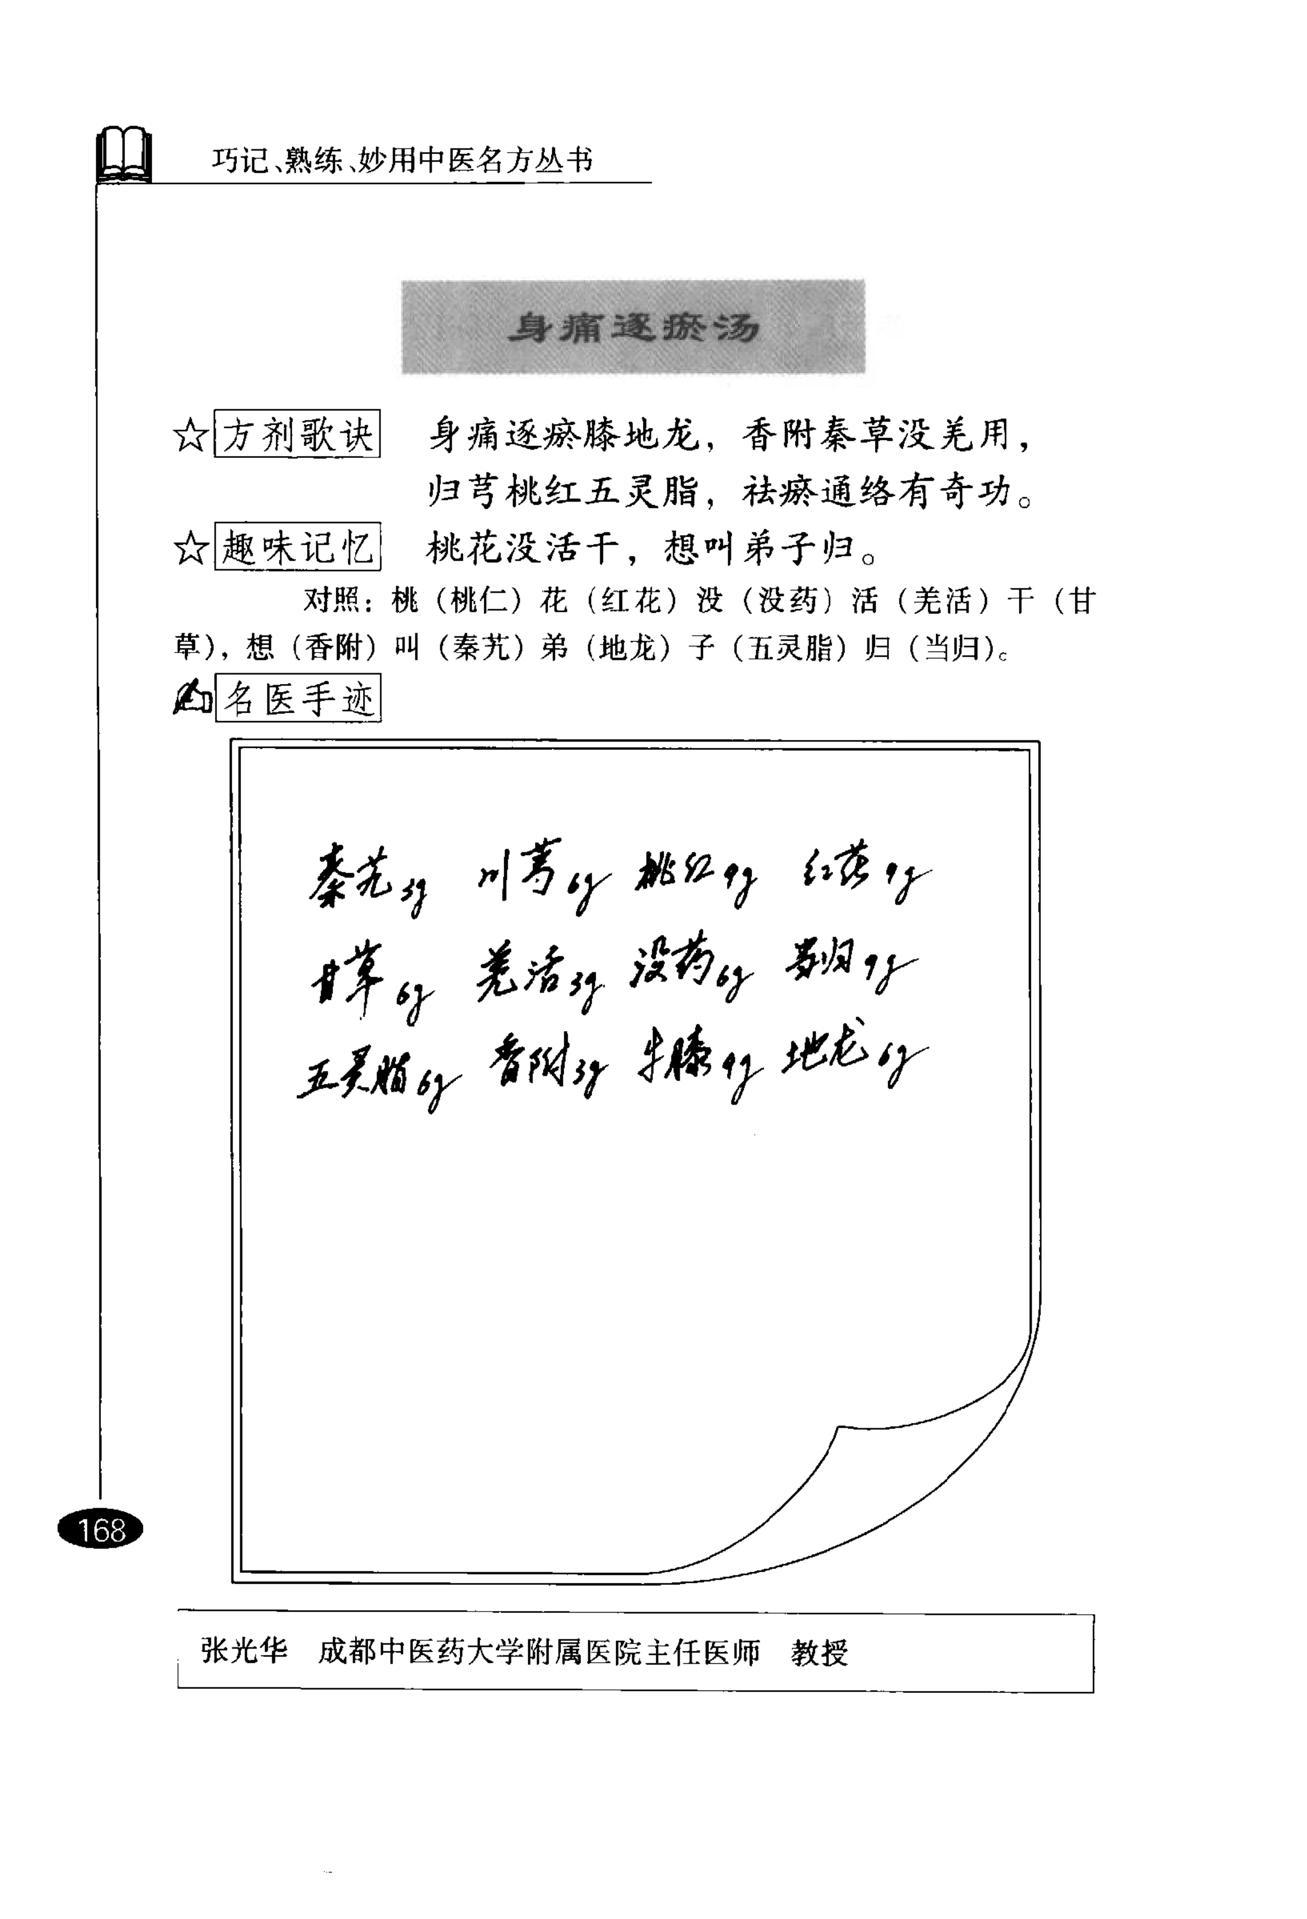 巧记、熟练、妙用中医名方丛书
身痛逐瘀汤
☆方剂歌诀 身痛逐瘀膝地龙，香附秦草没羌用，
归芎桃红五灵脂，祛瘀通络有奇功。
☆趣味记忆 桃花没活干，想叫弟子归。
对照：桃（桃仁）花（红花）没（没药）活（羌活）干（甘
草），想（香附）叫（秦艽）弟（地龙）子（五灵脂）归（当归）。
名医手迹
秦艽3g 川芎6g 桃红9g 红花9g
甘草6g 羌活3g 没药6g 当归9g
五灵脂6g 香附3g 牛膝9g 地龙6g
168
张光华 成都中医药大学附属医院主任医师 教授